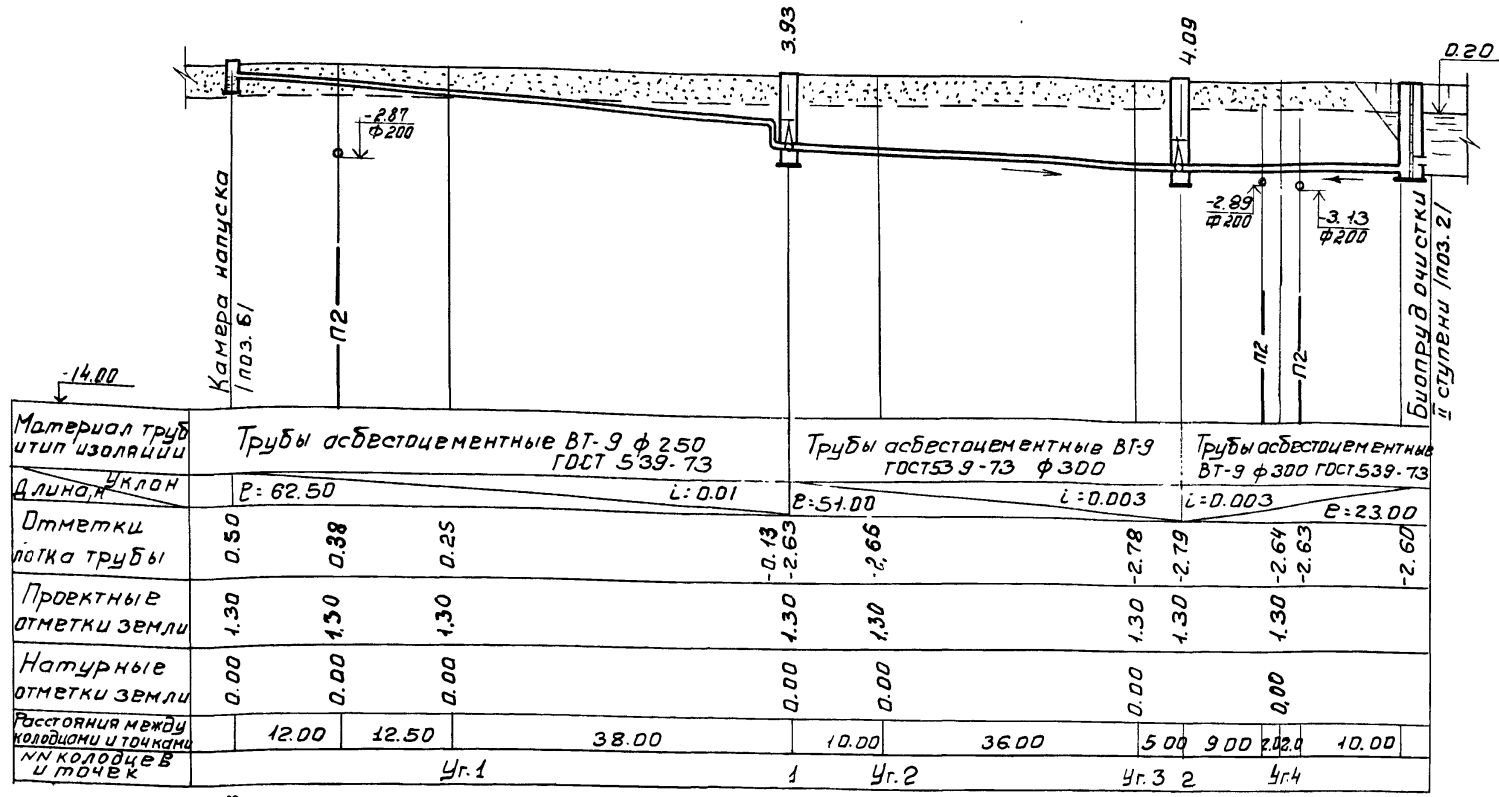 3.93
4.09
0.20
-2.87
ф200
-2.89
ф200
-3.13
ф200
Камера напуска
/поз. 6/
П2
П2
П2
Биопруд очистки
II ступени /поз. 2/
-14.00
Материал труб
и тип изоляции
Трубы асбестоцементные ВТ-9 ф 250
ГОСТ 539-73
Трубы асбестоцементные ВТ-9
ГОСТ 539-73 ф 300
Трубы асбестоцементные
ВТ-9 ф 300 ГОСТ 539-73
Уклон
Длина, м
ℓ=62.50
i=0.01
ℓ=51.00
i=0.003
i=0.003
ℓ=23.00
Отметки
лотка трубы
0.50
0.38
0.25
-0.13
-2.63
-2,66
-2.78
-2.79
-2.64
-2.63
-2.60
Проектные
отметки земли
1.30
1.30
1.30
1.30
1,30
1.30
1.30
1.30
Натурные
отметки земли
0.00
0.00
0.00
0.00
0.00
0.00
0,00
Расстояния между
колодцами и точками
12.00
12.50
38.00
10.00
36.00
5 00
9 00
2.0
2.0
10.00
NN колодцев
и точек
Уг.1
1
Уг.2
Уг.3
2
Уг.4